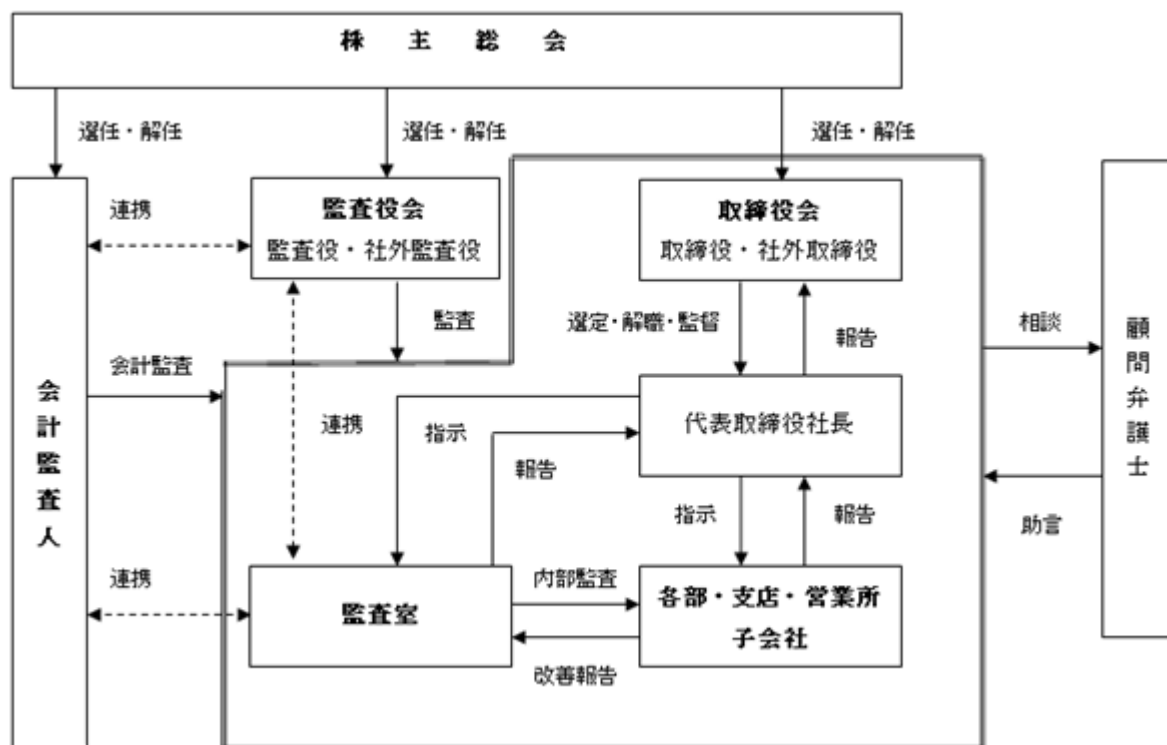 株主総会
選任・解任
選任・解任
選任・解任
連携
監査役会
監査役・社外監査役
取締役会
取締役・社外取締役
監査
選定・解職・監督
報告
相談
会計監査
連携
指示
報告
代表取締役社長
指示
報告
助言
連携
監査室
内部監査
改善報告
各部・支店・営業所
子会社
会計監査人
顧問弁護士